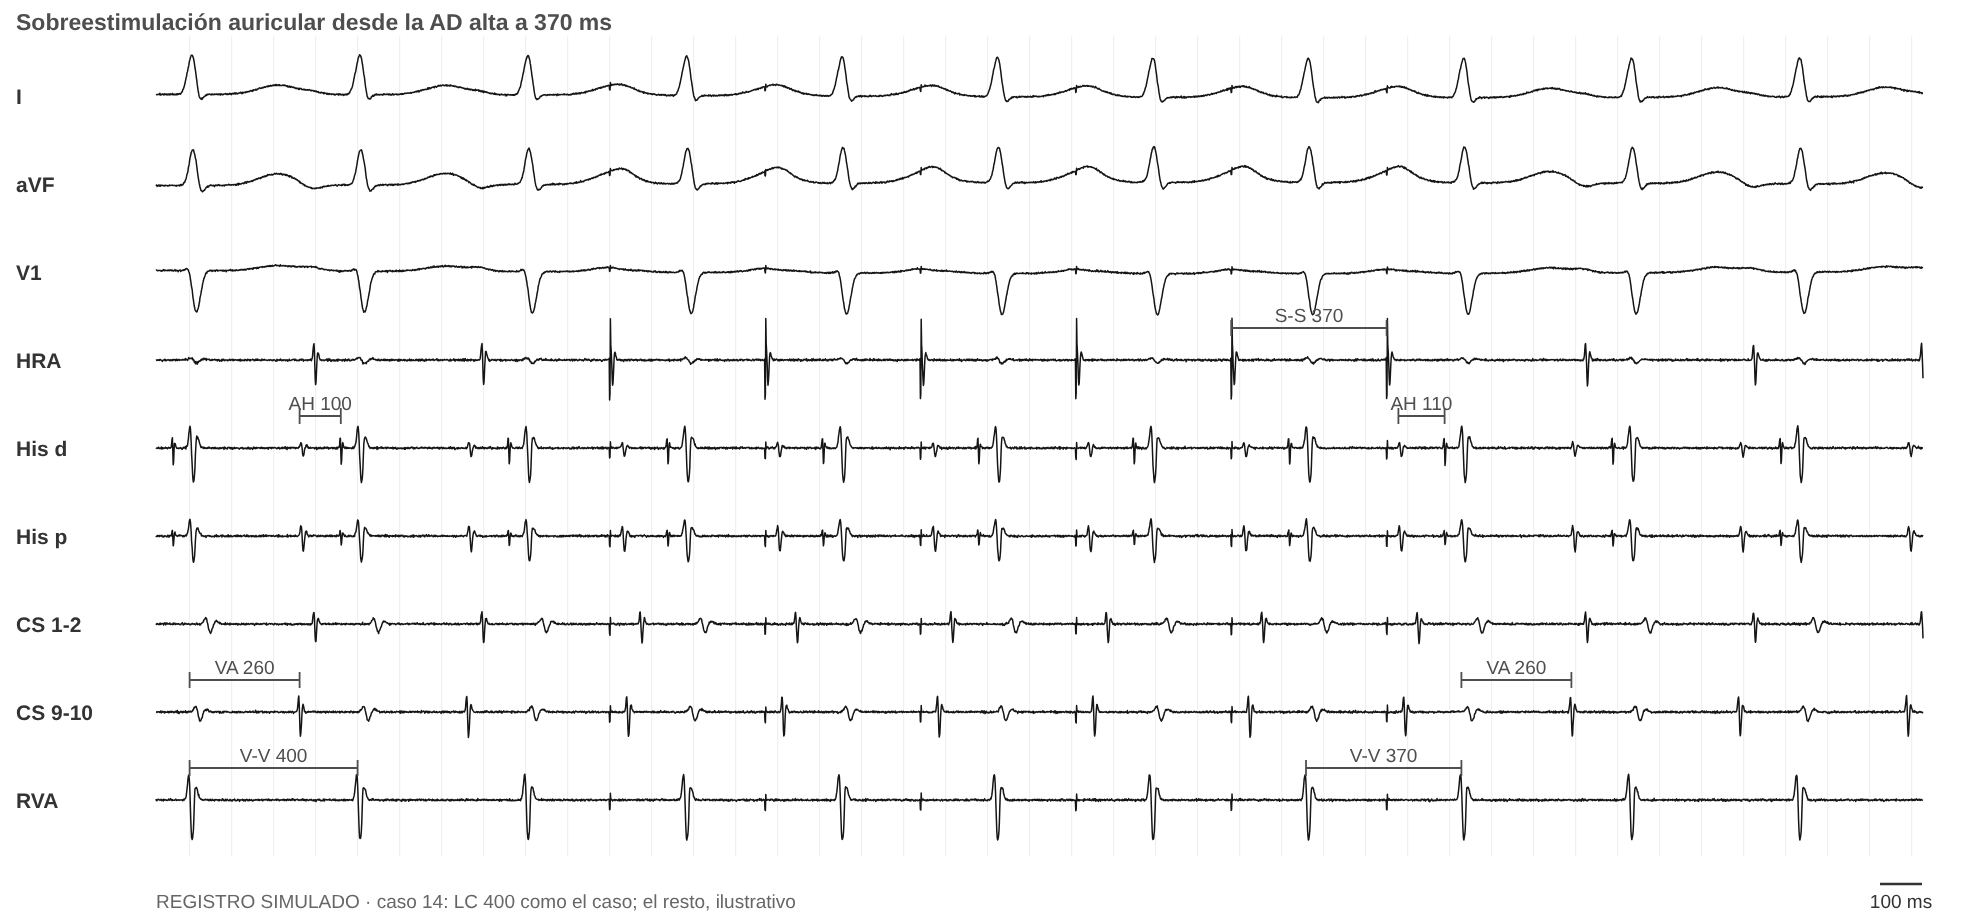 Sobreestimulación auricular desde la AD alta a 370 ms
I
aVF
V1
S-S 370
HRA
AH 100
AH 110
His d
His p
CS 1-2
VA 260
VA 260
CS 9-10
V-V 400
V-V 370
RVA
REGISTRO SIMULADO · caso 14: LC 400 como el caso; el resto, ilustrativo
100 ms